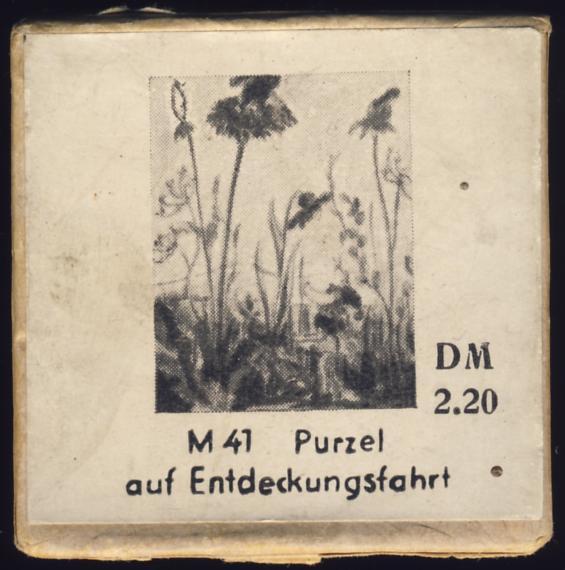 DM
2.20
M 41 Purzel
auf Entdeckungsfahrt